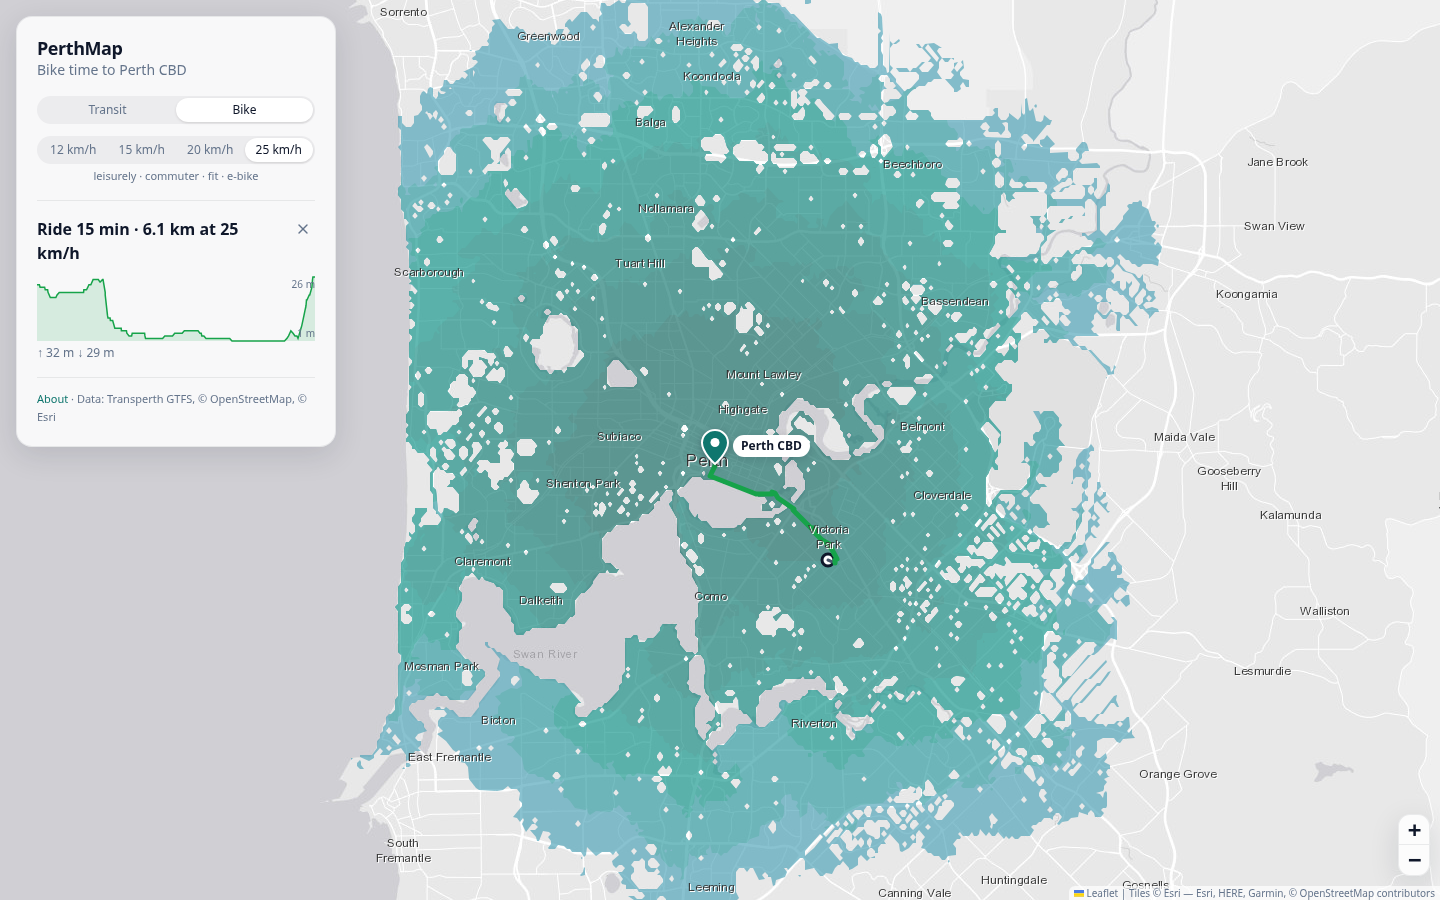 PerthMap
Bike time to Perth CBD
Transit
Bike
12 km/h
15 km/h
20 km/h
25 km/h
leisurely · commuter · fit · e-bike
Ride 15 min · 6.1 km at 25
km/h
×
26 m
m
↑ 32 m ↓ 29 m
About · Data: Transperth GTFS, © OpenStreetMap, ©
Esri
Sorrento
Greenwood
Alexander
Heights
Koondoola
Balga
Beechboro
Jane Brook
Nollamara
Swan View
Tuart Hill
Scarborough
Koongamia
Bassendean
Mount Lawley
Highgate
Belmont
Subiaco
Maida Vale
Perth CBD
Perth
Gooseberry
Hill
Shenton Park
Cloverdale
Kalamunda
Victoria
Park
Claremont
Como
Dalkeith
Walliston
Swan River
Mosman Park
Lesmurdie
Bicton
Riverton
East Fremantle
Orange Grove
South
Fremantle
Leeming
Canning Vale
Huntingdale
Gosnells
+
−
Leaflet | Tiles © Esri — Esri, HERE, Garmin, © OpenStreetMap contributors